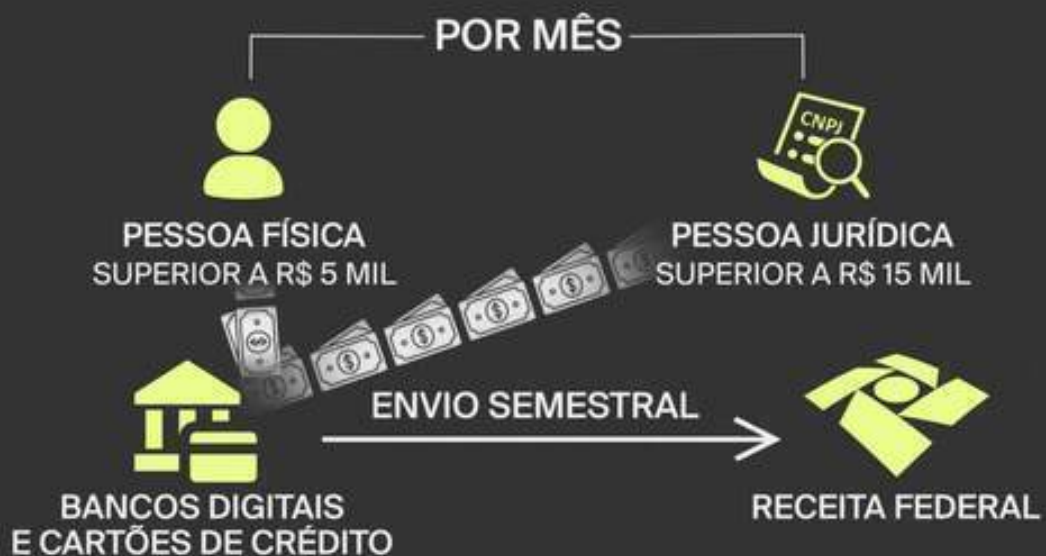 POR MÊS
CNPJ
PESSOA FÍSICA
SUPERIOR A R$ 5 MIL
PESSOA JURÍDICA
SUPERIOR A R$ 15 MIL
ENVIO SEMESTRAL
BANCOS DIGITAIS
E CARTÕES DE CRÉDITO
RECEITA FEDERAL